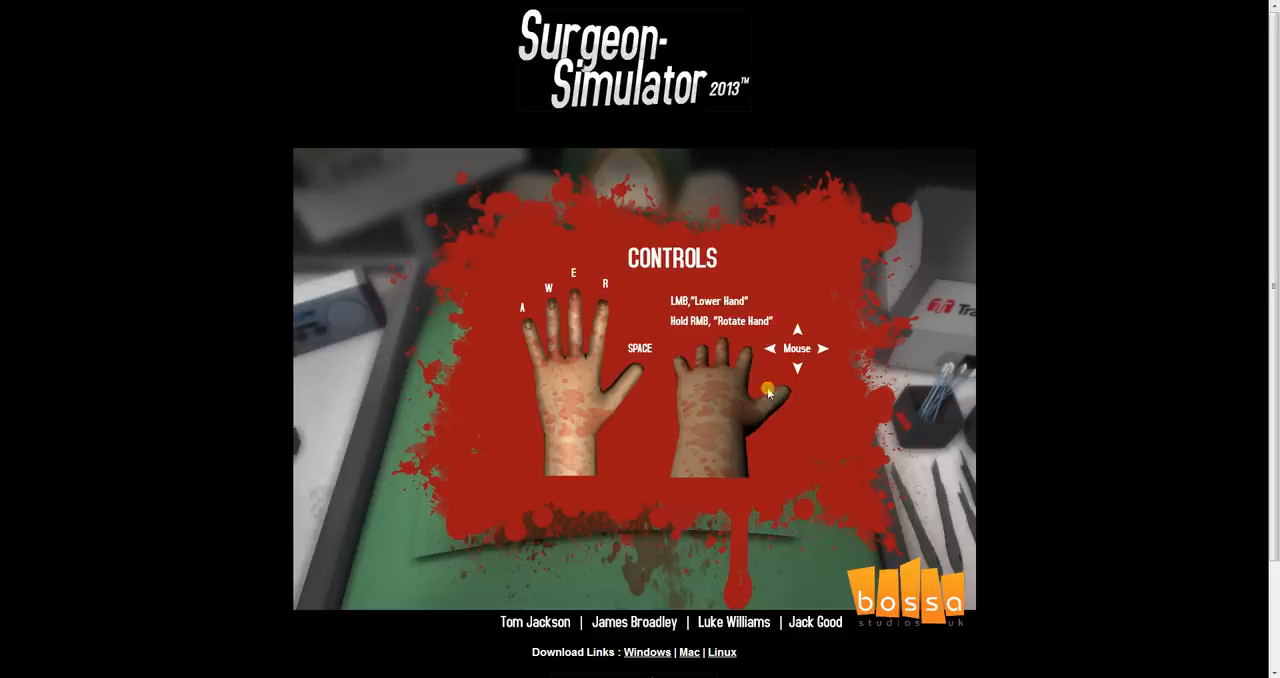 Surgeon-
Simulator 2013™
CONTROLS
A
W
E
R
SPACE
LMB,"Lower Hand"
Hold RMB, "Rotate Hand"
Mouse
bossa
studios uk
Tom Jackson | James Broadley | Luke Williams | Jack Good
Download Links : Windows | Mac | Linux